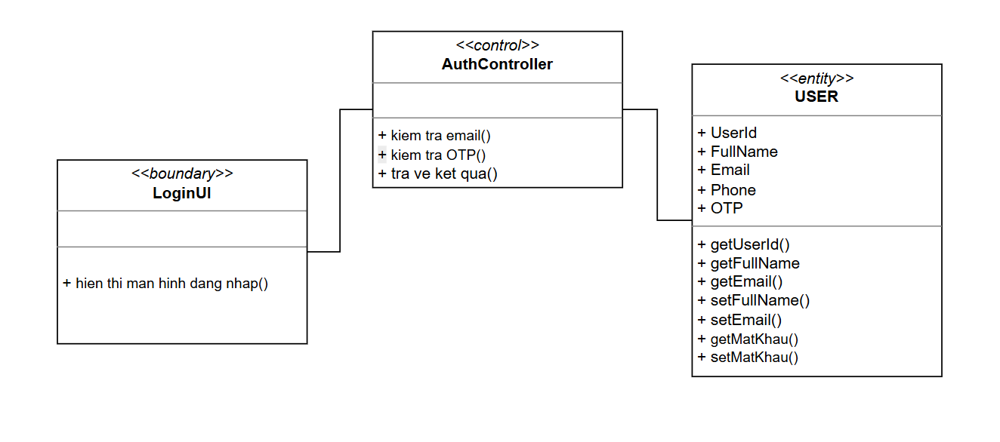 <<control>>
AuthController
+ kiem tra email()
+ kiem tra OTP()
+ tra ve ket qua()
<<entity>>
USER
+ UserId
+ FullName
+ Email
+ Phone
+ OTP
+ getUserId()
+ getFullName
+ getEmail()
+ setFullName()
+ setEmail()
+ getMatKhau()
+ setMatKhau()
<<boundary>>
LoginUI
+ hien thi man hinh dang nhap()